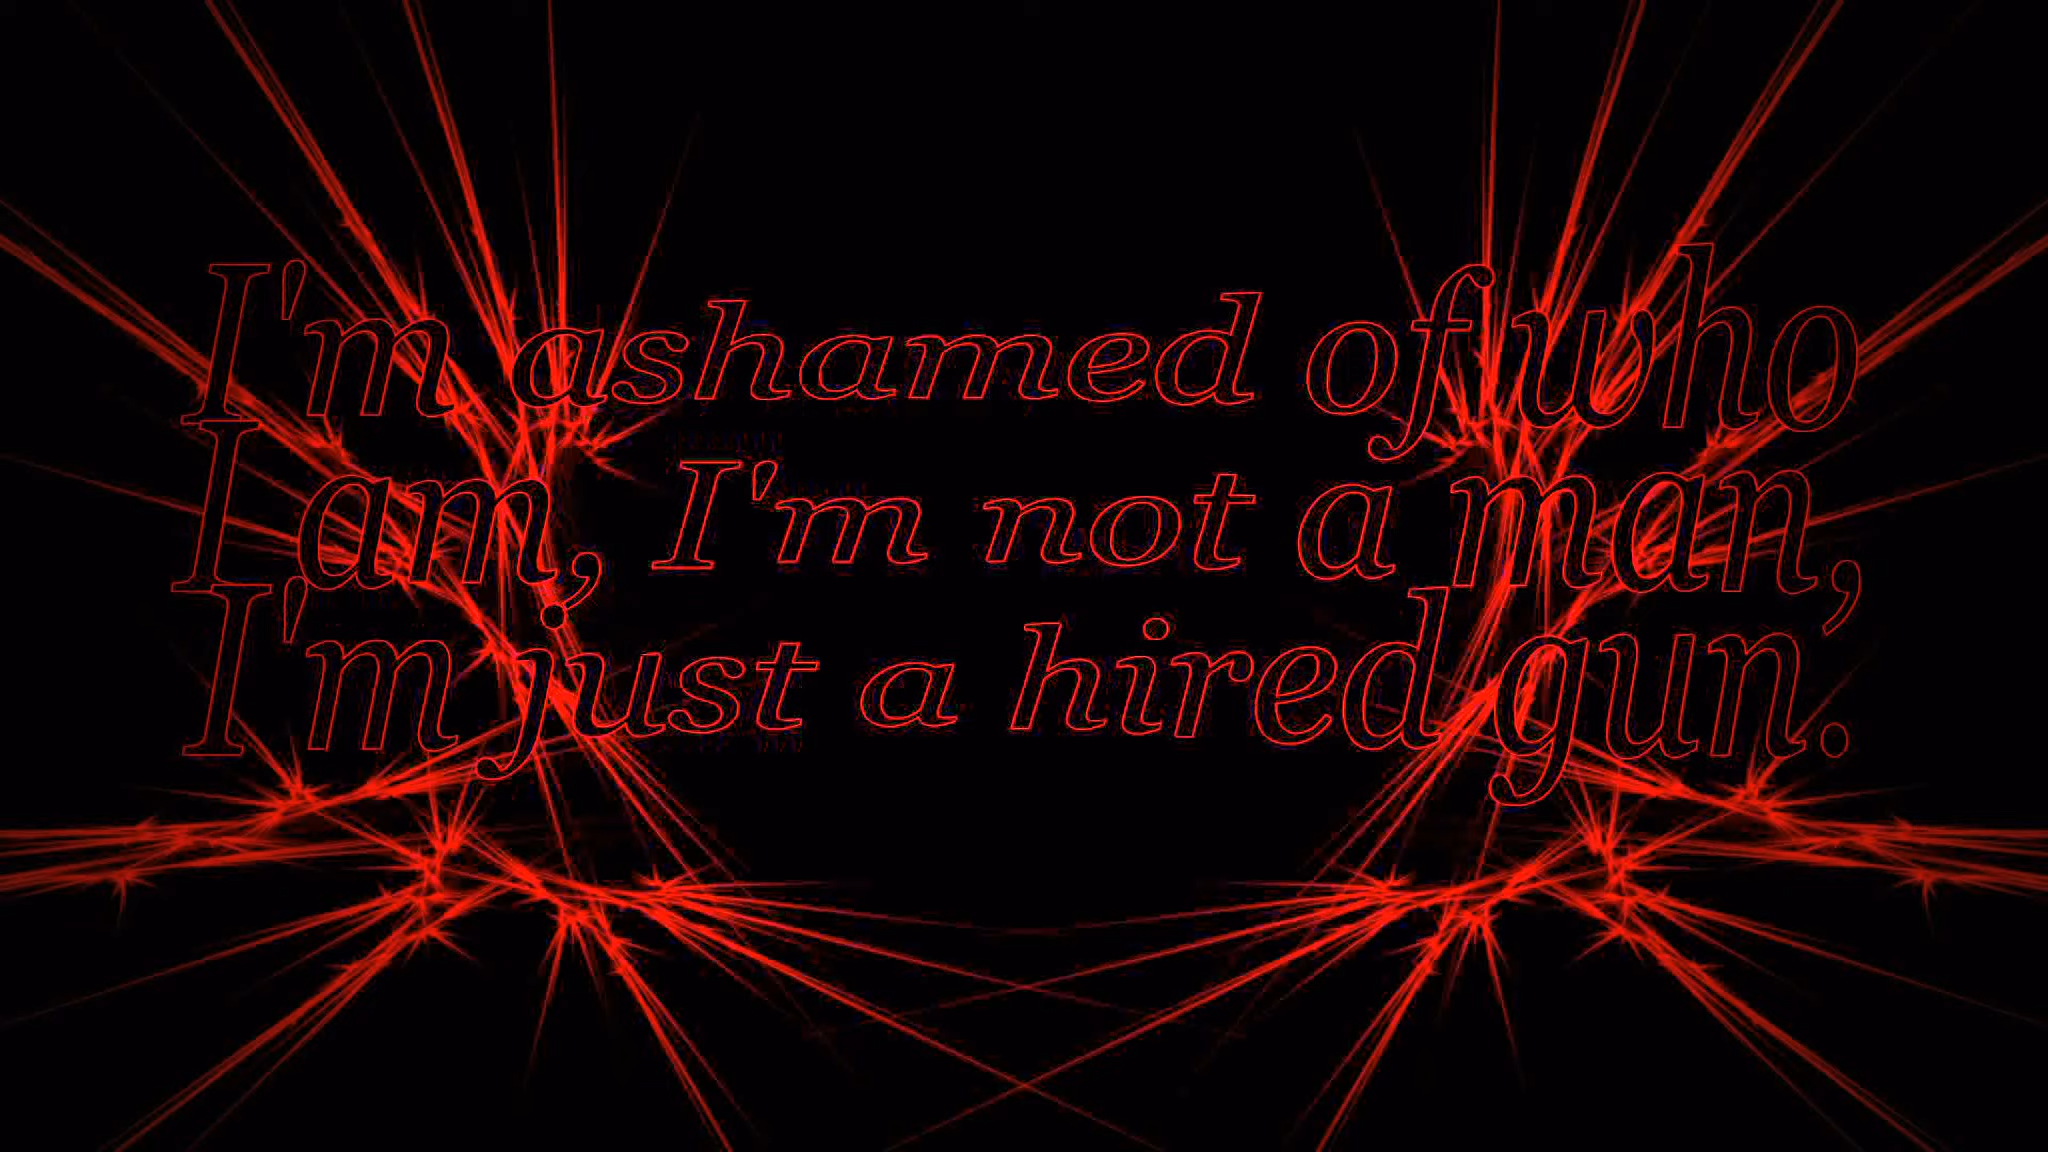 I'm ashamed of who
I am, I'm not a man,
I'm just a hired gun.